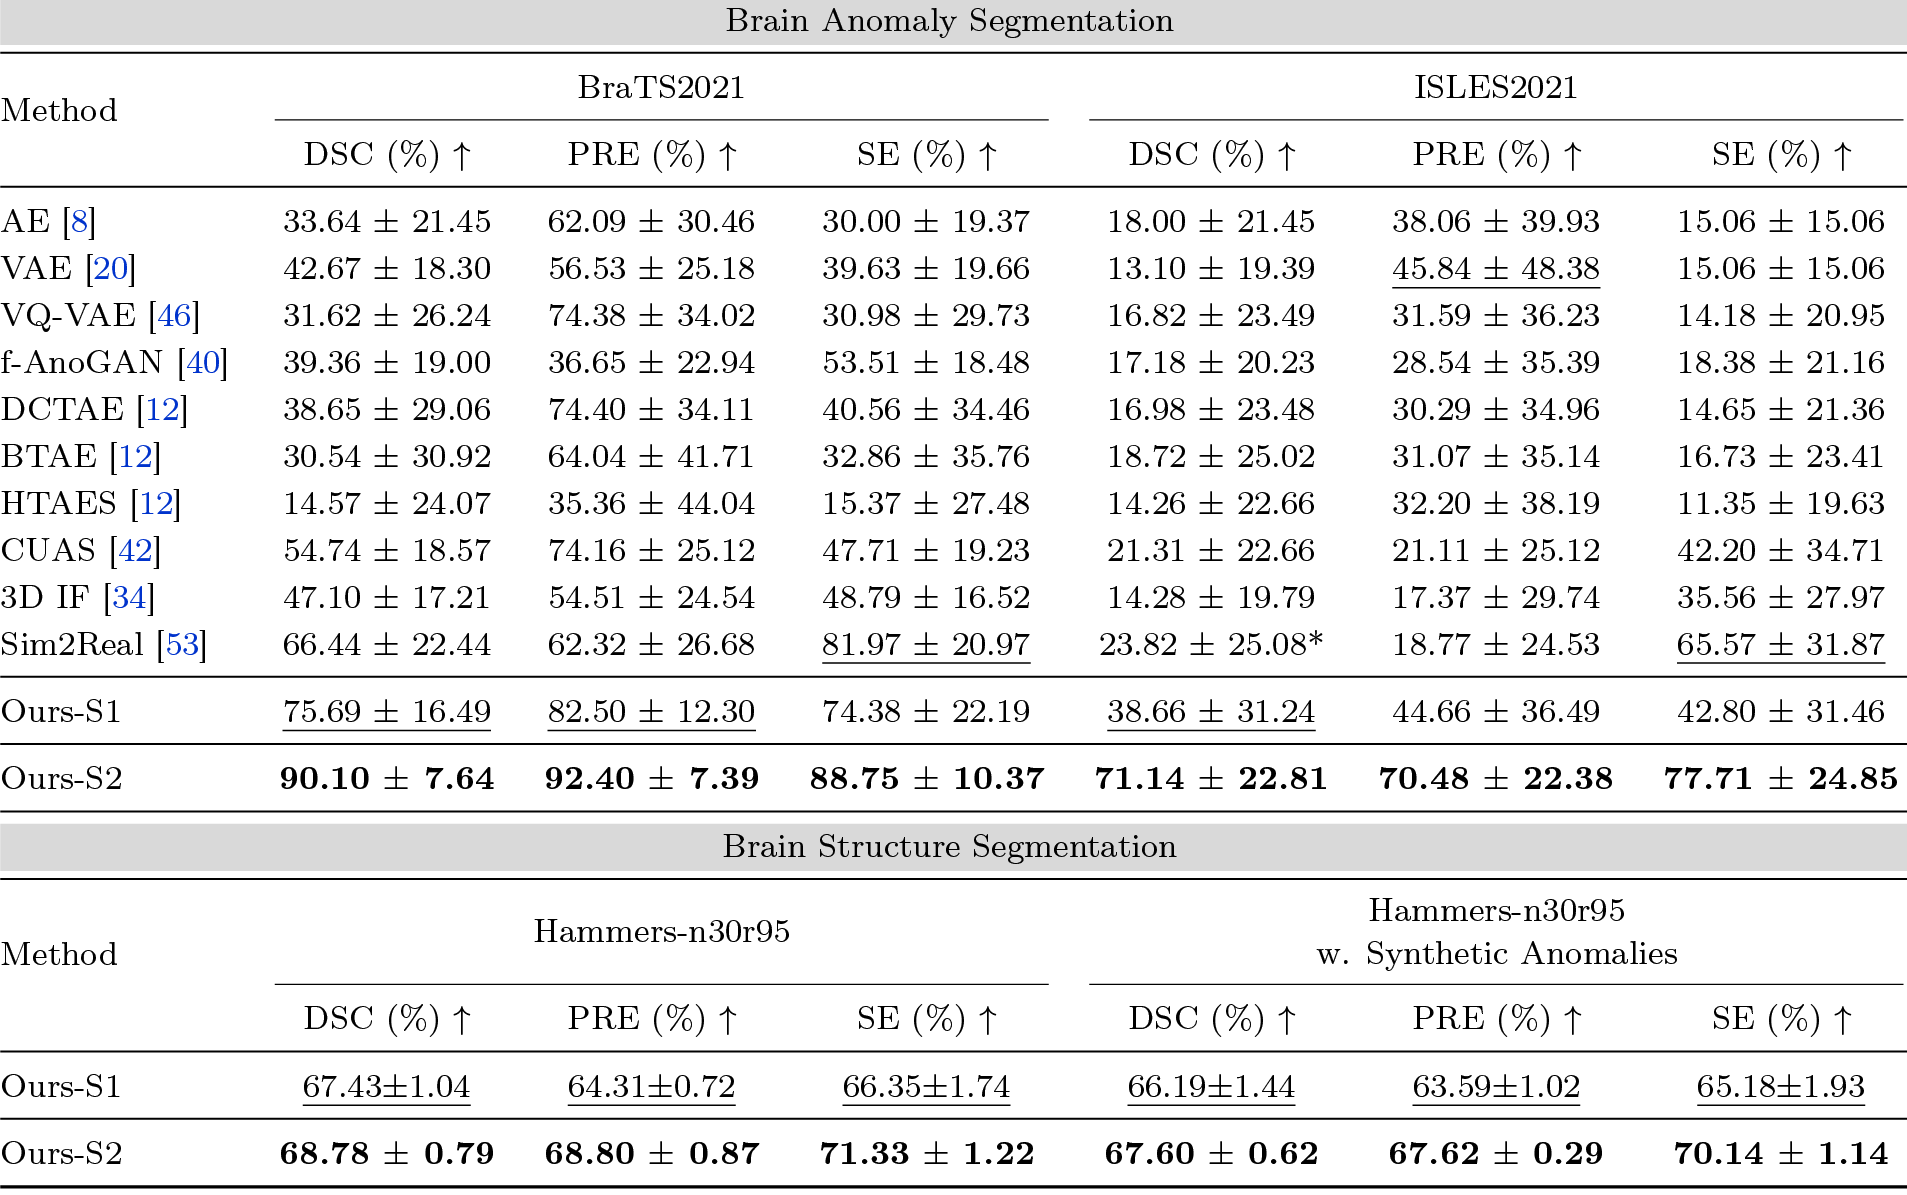 Brain Anomaly Segmentation
Method BraTS2021 ISLES2021
DSC (%) ↑ PRE (%) ↑ SE (%) ↑ DSC (%) ↑ PRE (%) ↑ SE (%) ↑
AE [8] 33.64 ± 21.45 62.09 ± 30.46 30.00 ± 19.37 18.00 ± 21.45 38.06 ± 39.93 15.06 ± 15.06
VAE [20] 42.67 ± 18.30 56.53 ± 25.18 39.63 ± 19.66 13.10 ± 19.39 45.84 ± 48.38 15.06 ± 15.06
VQ-VAE [46] 31.62 ± 26.24 74.38 ± 34.02 30.98 ± 29.73 16.82 ± 23.49 31.59 ± 36.23 14.18 ± 20.95
f-AnoGAN [40] 39.36 ± 19.00 36.65 ± 22.94 53.51 ± 18.48 17.18 ± 20.23 28.54 ± 35.39 18.38 ± 21.16
DCTAE [12] 38.65 ± 29.06 74.40 ± 34.11 40.56 ± 34.46 16.98 ± 23.48 30.29 ± 34.96 14.65 ± 21.36
BTAE [12] 30.54 ± 30.92 64.04 ± 41.71 32.86 ± 35.76 18.72 ± 25.02 31.07 ± 35.14 16.73 ± 23.41
HTAES [12] 14.57 ± 24.07 35.36 ± 44.04 15.37 ± 27.48 14.26 ± 22.66 32.20 ± 38.19 11.35 ± 19.63
CUAS [42] 54.74 ± 18.57 74.16 ± 25.12 47.71 ± 19.23 21.31 ± 22.66 21.11 ± 25.12 42.20 ± 34.71
3D IF [34] 47.10 ± 17.21 54.51 ± 24.54 48.79 ± 16.52 14.28 ± 19.79 17.37 ± 29.74 35.56 ± 27.97
Sim2Real [53] 66.44 ± 22.44 62.32 ± 26.68 81.97 ± 20.97 23.82 ± 25.08* 18.77 ± 24.53 65.57 ± 31.87
Ours-S1 75.69 ± 16.49 82.50 ± 12.30 74.38 ± 22.19 38.66 ± 31.24 44.66 ± 36.49 42.80 ± 31.46
Ours-S2 90.10 ± 7.64 92.40 ± 7.39 88.75 ± 10.37 71.14 ± 22.81 70.48 ± 22.38 77.71 ± 24.85
Brain Structure Segmentation
Method Hammers-n30r95 Hammers-n30r95
w. Synthetic Anomalies
DSC (%) ↑ PRE (%) ↑ SE (%) ↑ DSC (%) ↑ PRE (%) ↑ SE (%) ↑
Ours-S1 67.43±1.04 64.31±0.72 66.35±1.74 66.19±1.44 63.59±1.02 65.18±1.93
Ours-S2 68.78 ± 0.79 68.80 ± 0.87 71.33 ± 1.22 67.60 ± 0.62 67.62 ± 0.29 70.14 ± 1.14